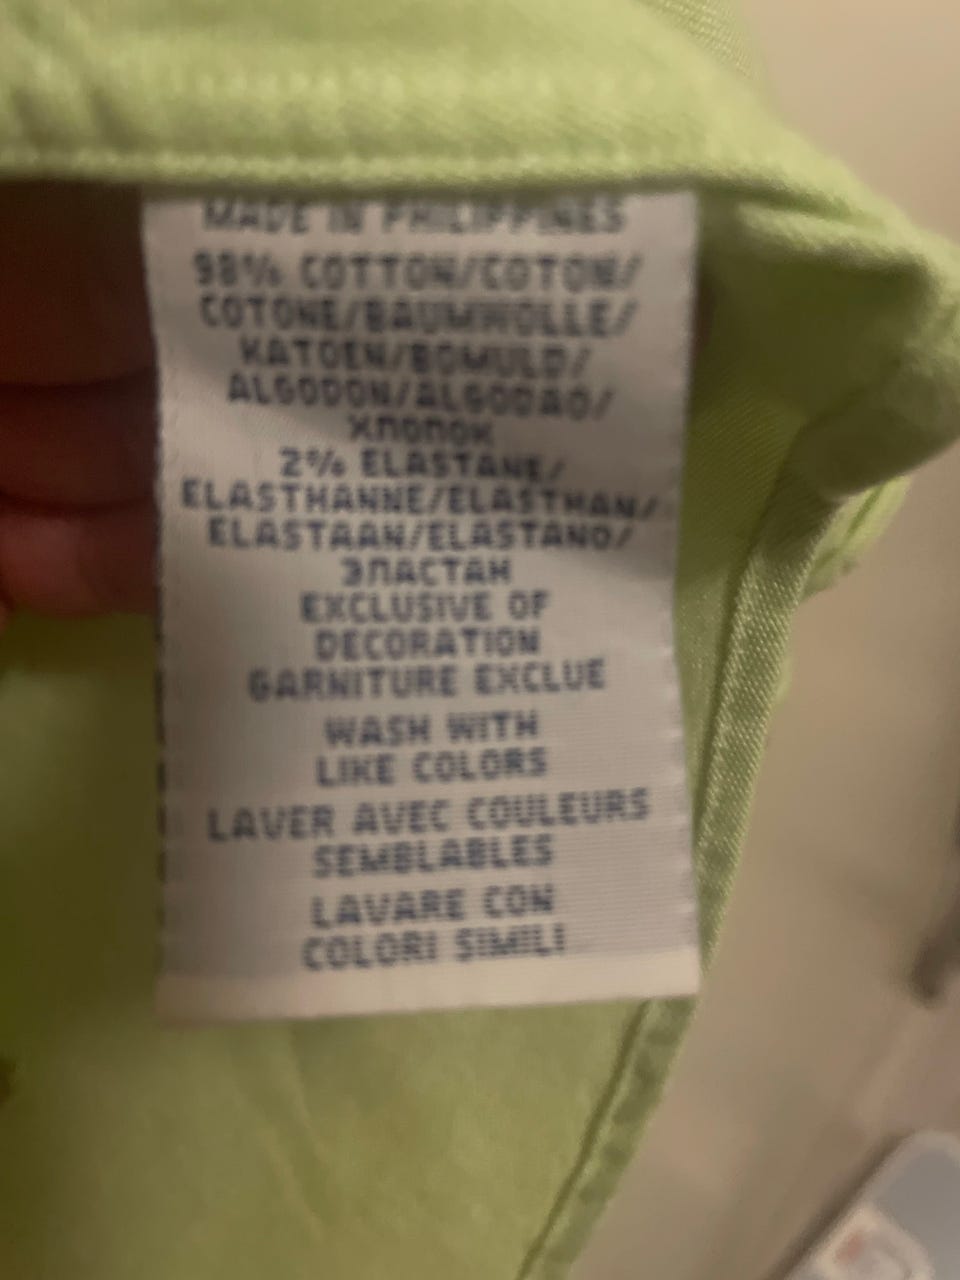 MADE IN PHILIPPINES
98% COTTON/COTON/
COTONE/BAUMWOLLE/
KATOEN/BOMULD/
ALGODON/ALGODAO/
ХЛОПОК
2% ELASTANE/
ELASTHANNE/ELASTHAN/
ELASTAAN/ELASTANO/
ЭЛАСТАН
EXCLUSIVE OF
DECORATION
GARNITURE EXCLUE
WASH WITH
LIKE COLORS
LAVER AVEC COULEURS
SEMBLABLES
LAVARE CON
COLORI SIMILI